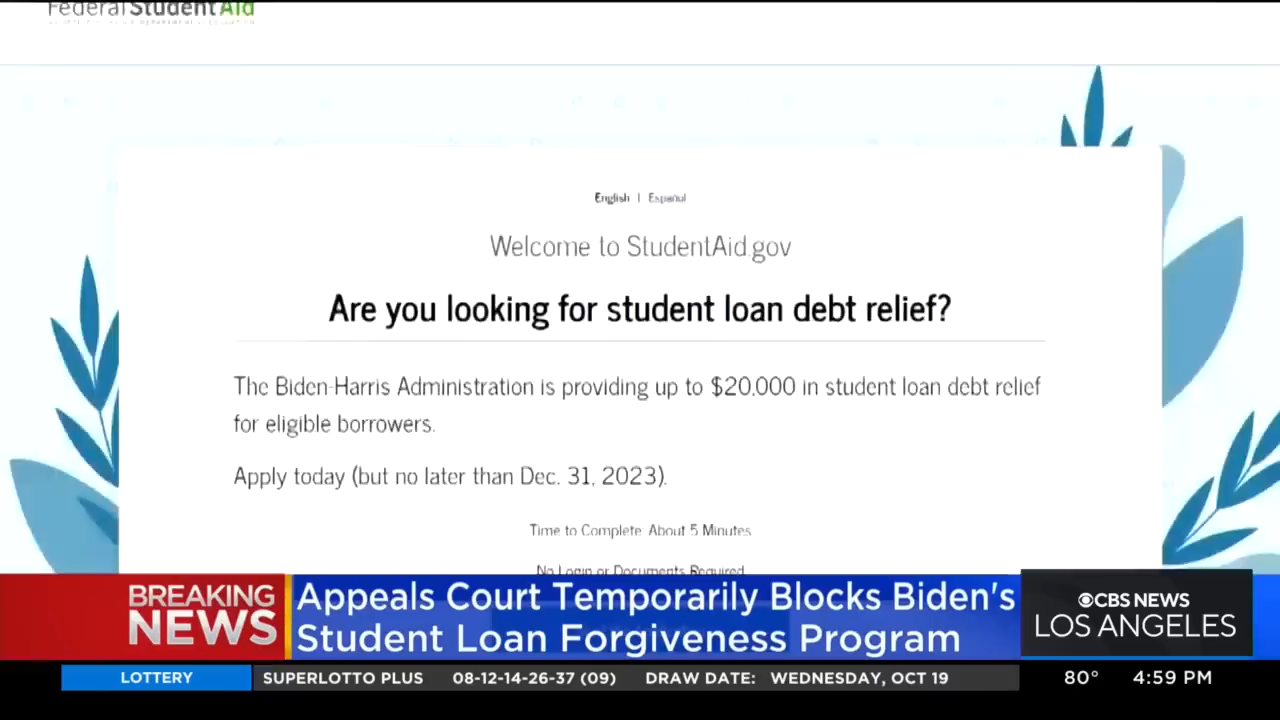 Federal Student Aid
English | Español
Welcome to StudentAid.gov
Are you looking for student loan debt relief?
The Biden-Harris Administration is providing up to $20,000 in student loan debt relief
for eligible borrowers.
Apply today (but no later than Dec. 31, 2023).
Time to Complete: About 5 Minutes
No Login or Documents Required
BREAKING
NEWS
Appeals Court Temporarily Blocks Biden's
Student Loan Forgiveness Program
CBS NEWS
LOS ANGELES
LOTTERY
SUPERLOTTO PLUS 08-12-14-26-37 (09) DRAW DATE: WEDNESDAY, OCT 19
80° 4:59 PM